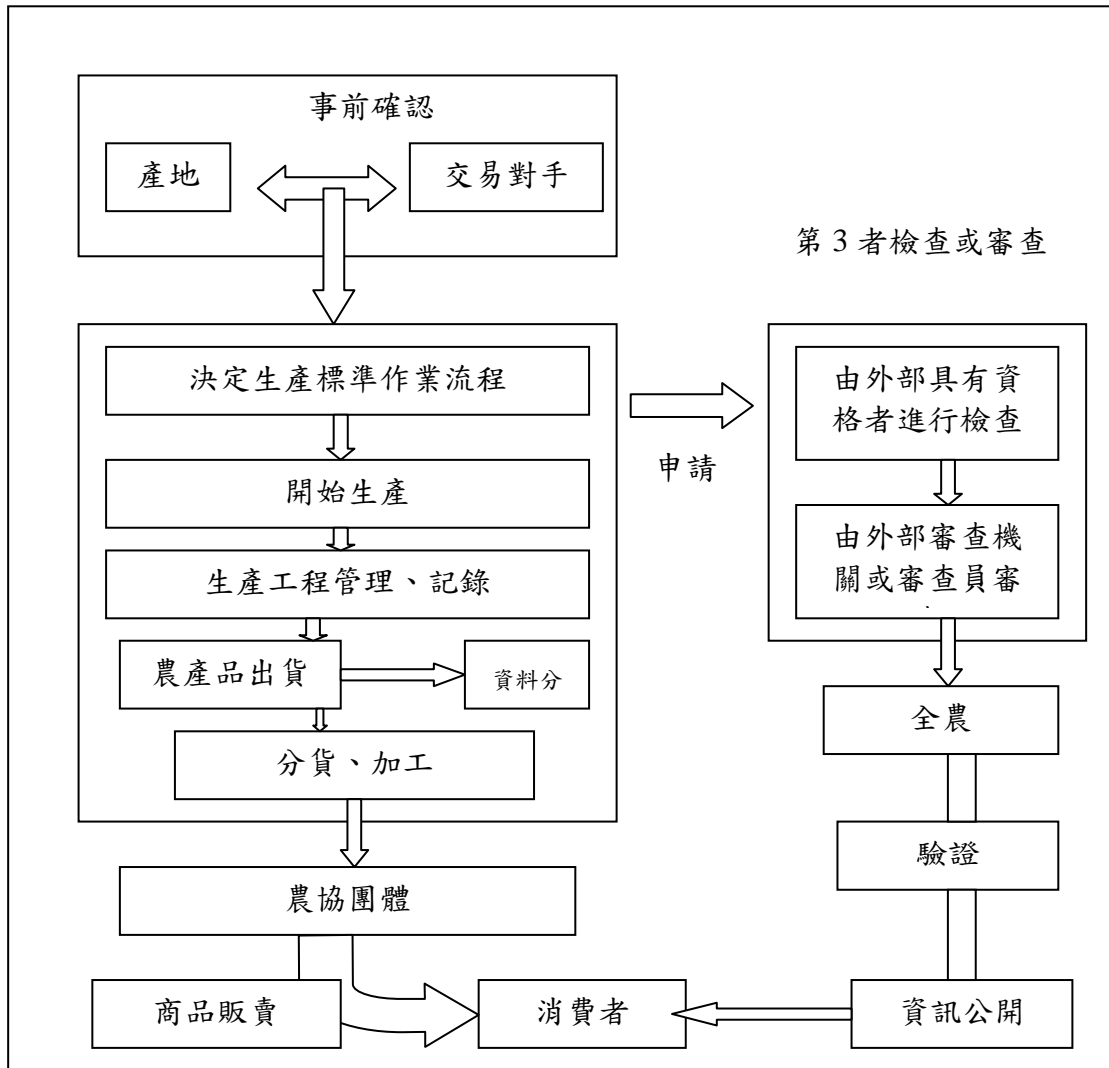 事前確認
產地
交易對手
第 3 者檢查或審查
決定生產標準作業流程
開始生產
生產工程管理、記錄
農產品出貨
資料分
分貨、加工
申請
由外部具有資
格者進行檢查
由外部審查機
關或審查員審
全農
驗證
農協團體
商品販賣
消費者
資訊公開